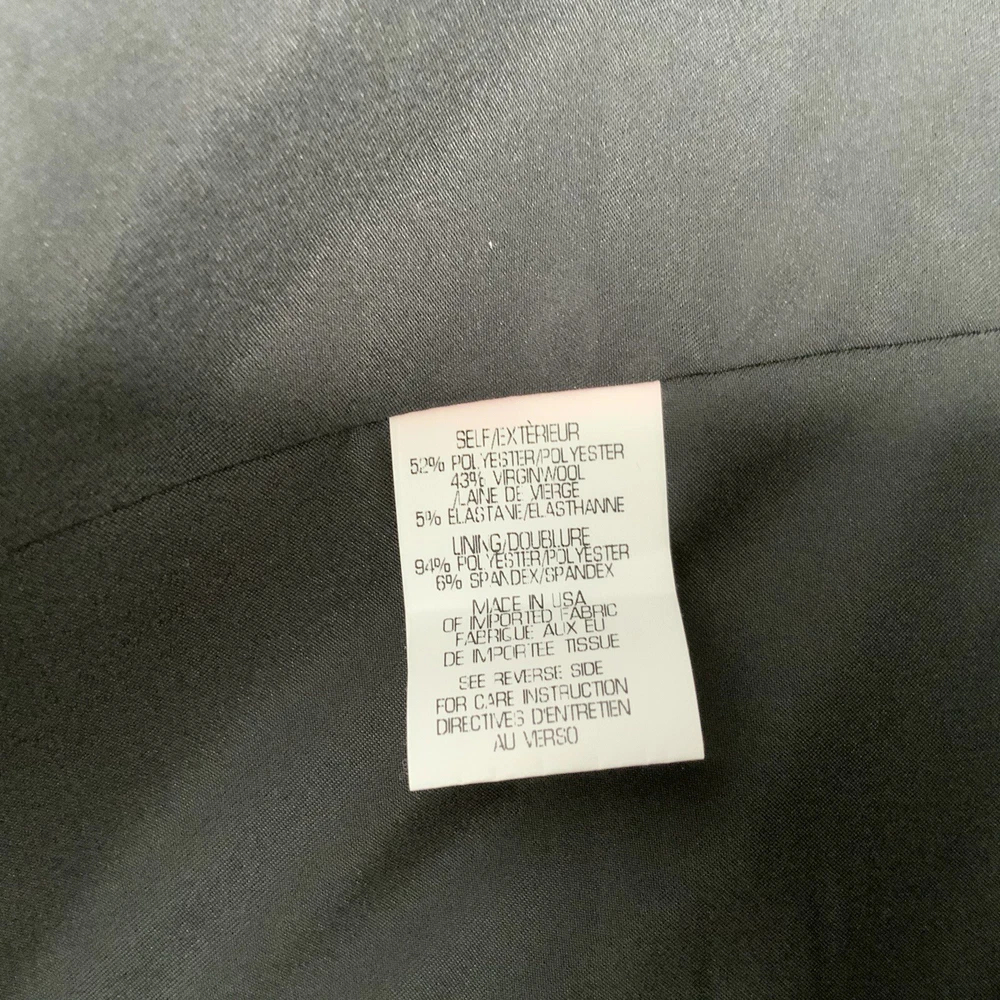 SELF/EXTÈRIEUR
52% POLYESTER/POLYESTER
43% VIRGINWOOL
/LAINE DE VIERGE
5% ELASTANE/ELASTHANNE
LINING/DOUBLURE
94% POLYESTER/POLYESTER
6% SPANDEX/SPANDEX
MADE IN USA
OF IMPORTED FABRIC
FABRIGUE AUX EU
DE IMPORTEE TISSUE
SEE REVERSE SIDE
FOR CARE INSTRUCTION
DIRECTIVES D'ENTRETIEN
AU VERSO